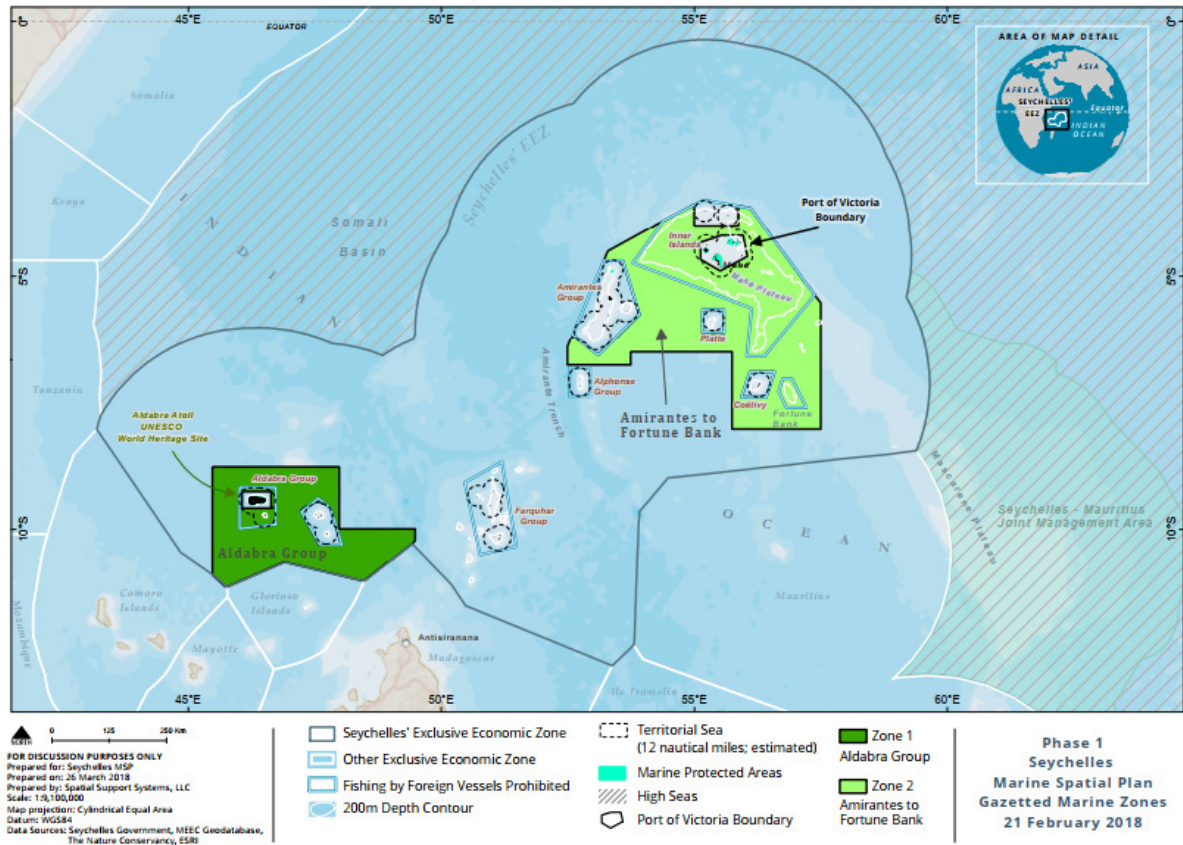 45°E
50°E
55°E
60°E
0°
EQUATOR
0°
AREA OF MAP DETAIL
ASIA
AFRICA
SEYCHELLES'
EEZ
Equator
INDIAN
OCEAN
Somalia
Seychelles' EEZ
Kenya
INDIAN
Somali
Basin
Port of Victoria
Boundary
Inner
Islands
Mahé
Mahe Plateau
5°S
5°S
Amirantes
Group
Platte
Tanzania
Amirante Trench
Alphonse
Group
Coëtivy
Fortune
Bank
Amirantes to
Fortune Bank
Aldabra Atoll
UNESCO
World Heritage Site
Aldabra Group
Mascarene Plateau
Farquhar
Group
OCEAN
Seychelles - Mauritius
Joint Management Area
10°S
10°S
Aldabra Group
Comoro
Islands
Glorioso
Islands
Mauritius
Mozambique
Mayotte
Antisiranana
Madagascar
Ile Tromelin
45°E
50°E
55°E
60°E
NORTH
0 125 250 Km
FOR DISCUSSION PURPOSES ONLY
Prepared for: Seychelles MSP
Prepared on: 26 March 2018
Prepared by: Spatial Support Systems, LLC
Scale: 1:9,100,000
Map projection: Cylindrical Equal Area
Datum: WGS84
Data Sources: Seychelles Government, MEEC Geodatabase,
The Nature Conservancy, ESRI
Seychelles' Exclusive Economic Zone
Other Exclusive Economic Zone
Fishing by Foreign Vessels Prohibited
200m Depth Contour
Territorial Sea
(12 nautical miles; estimated)
Marine Protected Areas
High Seas
Port of Victoria Boundary
Zone 1
Aldabra Group
Zone 2
Amirantes to
Fortune Bank
Phase 1
Seychelles
Marine Spatial Plan
Gazetted Marine Zones
21 February 2018